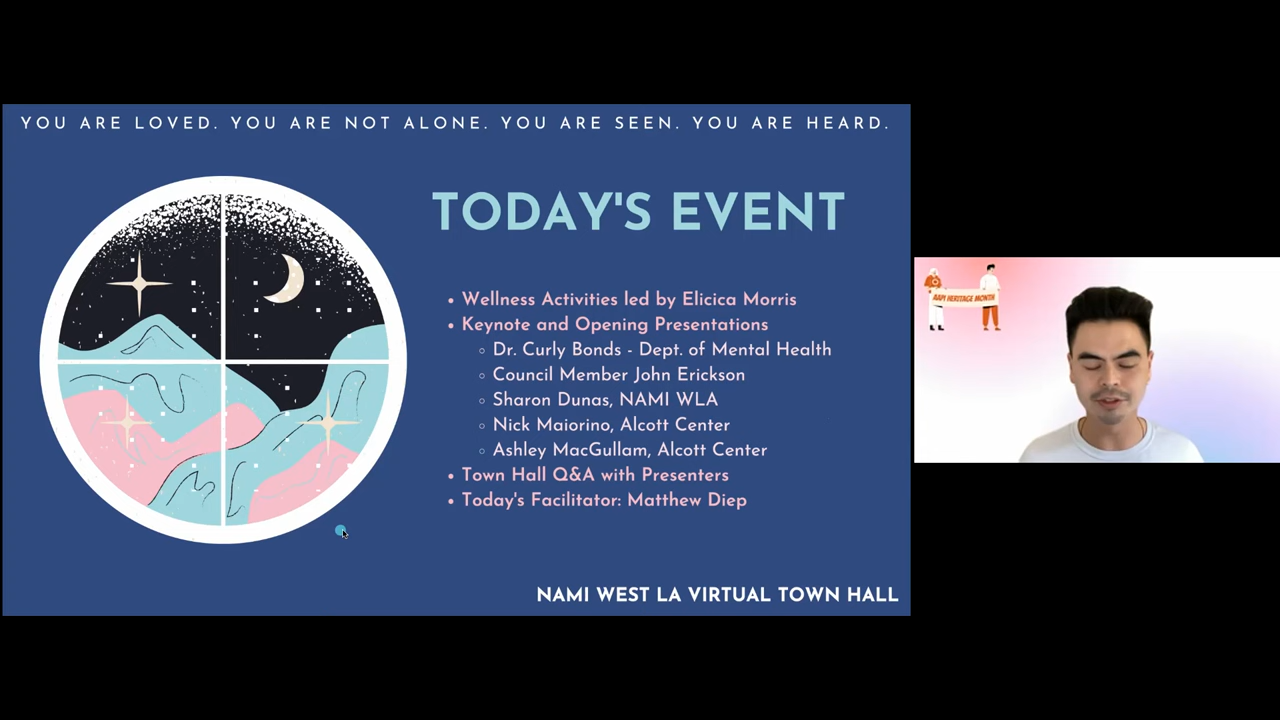 YOU ARE LOVED. YOU ARE NOT ALONE. YOU ARE SEEN. YOU ARE HEARD.
TODAY'S EVENT
• Wellness Activities led by Elicica Morris
• Keynote and Opening Presentations
◦ Dr. Curly Bonds - Dept. of Mental Health
◦ Council Member John Erickson
◦ Sharon Dunas, NAMI WLA
◦ Nick Maiorino, Alcott Center
◦ Ashley MacGullam, Alcott Center
• Town Hall Q&A with Presenters
• Today's Facilitator: Matthew Diep
NAMI WEST LA VIRTUAL TOWN HALL
AAPI HERITAGE MONTH